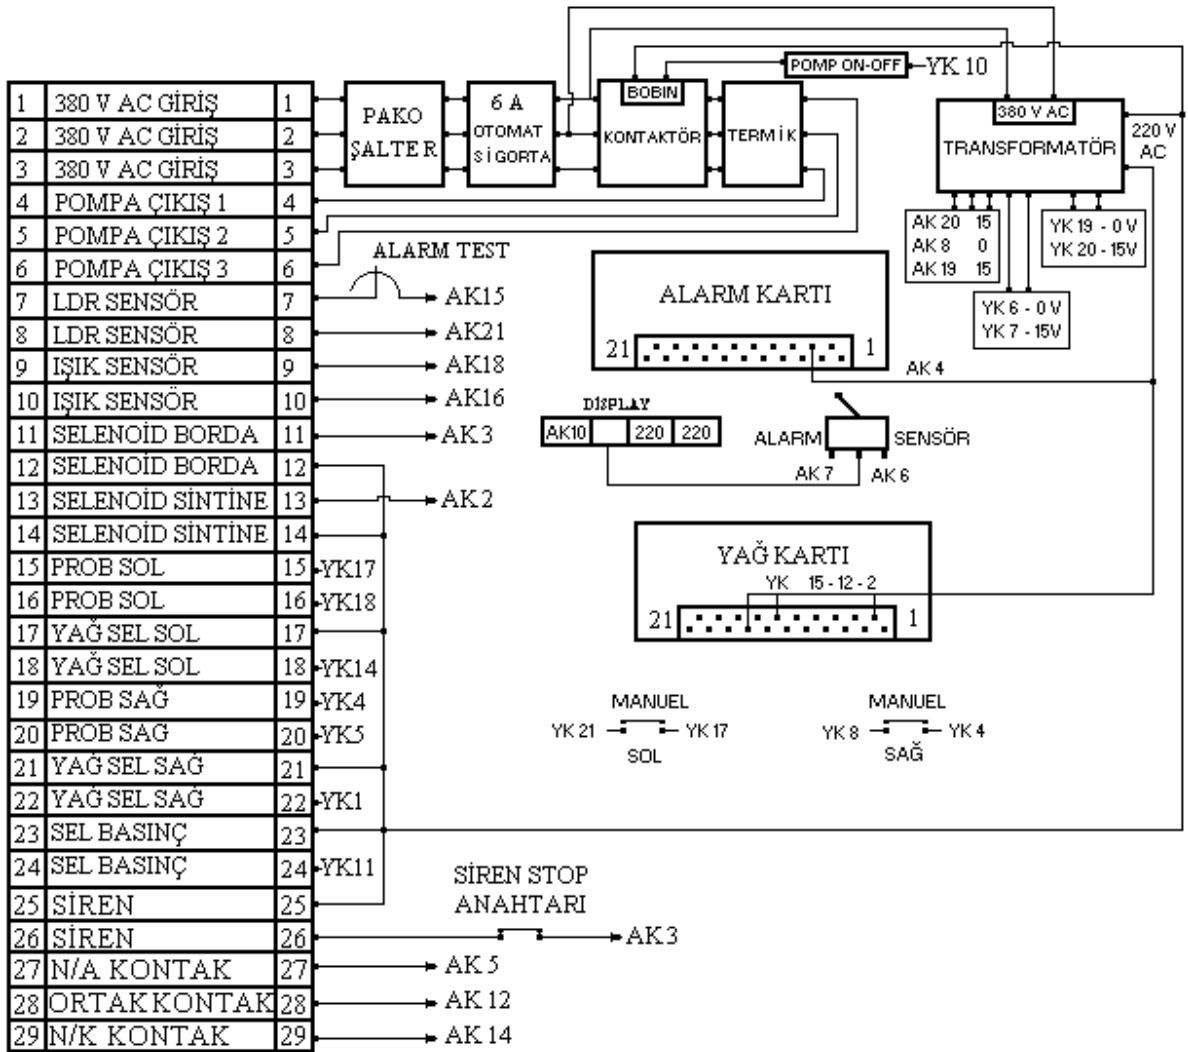 1 380 V AC GİRİŞ 1
2 380 V AC GİRİŞ 2
3 380 V AC GİRİŞ 3
4 POMPA ÇIKIŞ 1 4
5 POMPA ÇIKIŞ 2 5
6 POMPA ÇIKIŞ 3 6
7 LDR SENSÖR 7
8 LDR SENSÖR 8
9 IŞIK SENSÖR 9
10 IŞIK SENSÖR 10
11 SELENOİD BORDA 11
12 SELENOİD BORDA 12
13 SELENOİD SİNTİNE 13
14 SELENOİD SİNTİNE 14
15 PROB SOL 15
16 PROB SOL 16
17 YAĞ SEL SOL 17
18 YAĞ SEL SOL 18
19 PROB SAĞ 19
20 PROB SAG 20
21 YAĞ SEL SAĞ 21
22 YAĞ SEL SAĞ 22
23 SEL BASINÇ 23
24 SEL BASINÇ 24
25 SİREN 25
26 SİREN 26
27 N/A KONTAK 27
28 ORTAK KONTAK 28
29 N/K KONTAK 29
PAKO
ŞALTER
6 A
OTOMAT
SİGORTA
BOBIN
KONTAKTÖR
TERMİK
POMP ON-OFF
YK 10
380 V AC
TRANSFORMATÖR
220 V
AC
AK 20 15
AK 8 0
AK 19 15
YK 19 - 0 V
YK 20 - 15V
YK 6 - 0 V
YK 7 - 15V
ALARM TEST
AK15
AK21
AK18
AK16
AK3
AK2
YK17
YK18
YK14
YK4
YK5
YK1
YK11
ALARM KARTI
21
1
AK 4
DİSPLAY
AK10
220
220
ALARM
SENSÖR
AK 7
AK 6
YAĞ KARTI
YK 15 - 12 - 2
21
1
MANUEL
YK 21
YK 17
SOL
MANUEL
YK 8
YK 4
SAĞ
SİREN STOP
ANAHTARI
AK3
AK 5
AK 12
AK 14